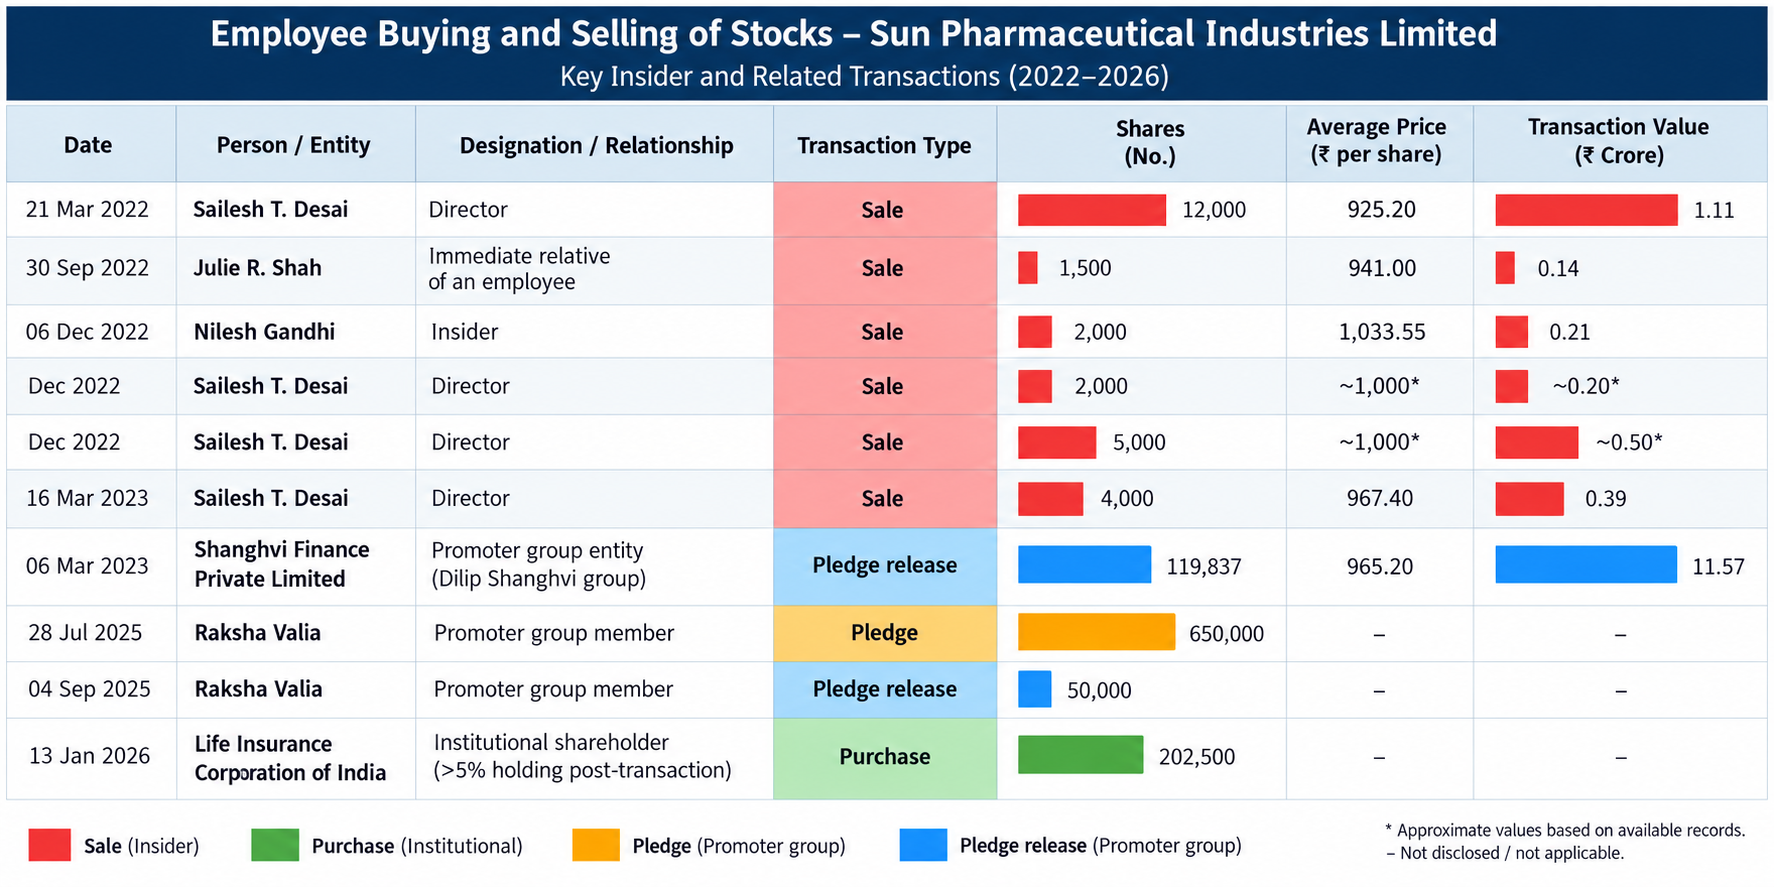 Employee Buying and Selling of Stocks – Sun Pharmaceutical Industries Limited
Key Insider and Related Transactions (2022–2026)
Date Person / Entity Designation / Relationship Transaction Type Shares (No.) Average Price (₹ per share) Transaction Value (₹ Crore)
21 Mar 2022 Sailesh T. Desai Director Sale 12,000 925.20 1.11
30 Sep 2022 Julie R. Shah Immediate relative of an employee Sale 1,500 941.00 0.14
06 Dec 2022 Nilesh Gandhi Insider Sale 2,000 1,033.55 0.21
Dec 2022 Sailesh T. Desai Director Sale 2,000 ~1,000* ~0.20*
Dec 2022 Sailesh T. Desai Director Sale 5,000 ~1,000* ~0.50*
16 Mar 2023 Sailesh T. Desai Director Sale 4,000 967.40 0.39
06 Mar 2023 Shanghvi Finance Private Limited Promoter group entity (Dilip Shanghvi group) Pledge release 119,837 965.20 11.57
28 Jul 2025 Raksha Valia Promoter group member Pledge 650,000 – –
04 Sep 2025 Raksha Valia Promoter group member Pledge release 50,000 – –
13 Jan 2026 Life Insurance Corporation of India Institutional shareholder (>5% holding post-transaction) Purchase 202,500 – –
Sale (Insider) Purchase (Institutional) Pledge (Promoter group) Pledge release (Promoter group)
* Approximate values based on available records.
– Not disclosed / not applicable.